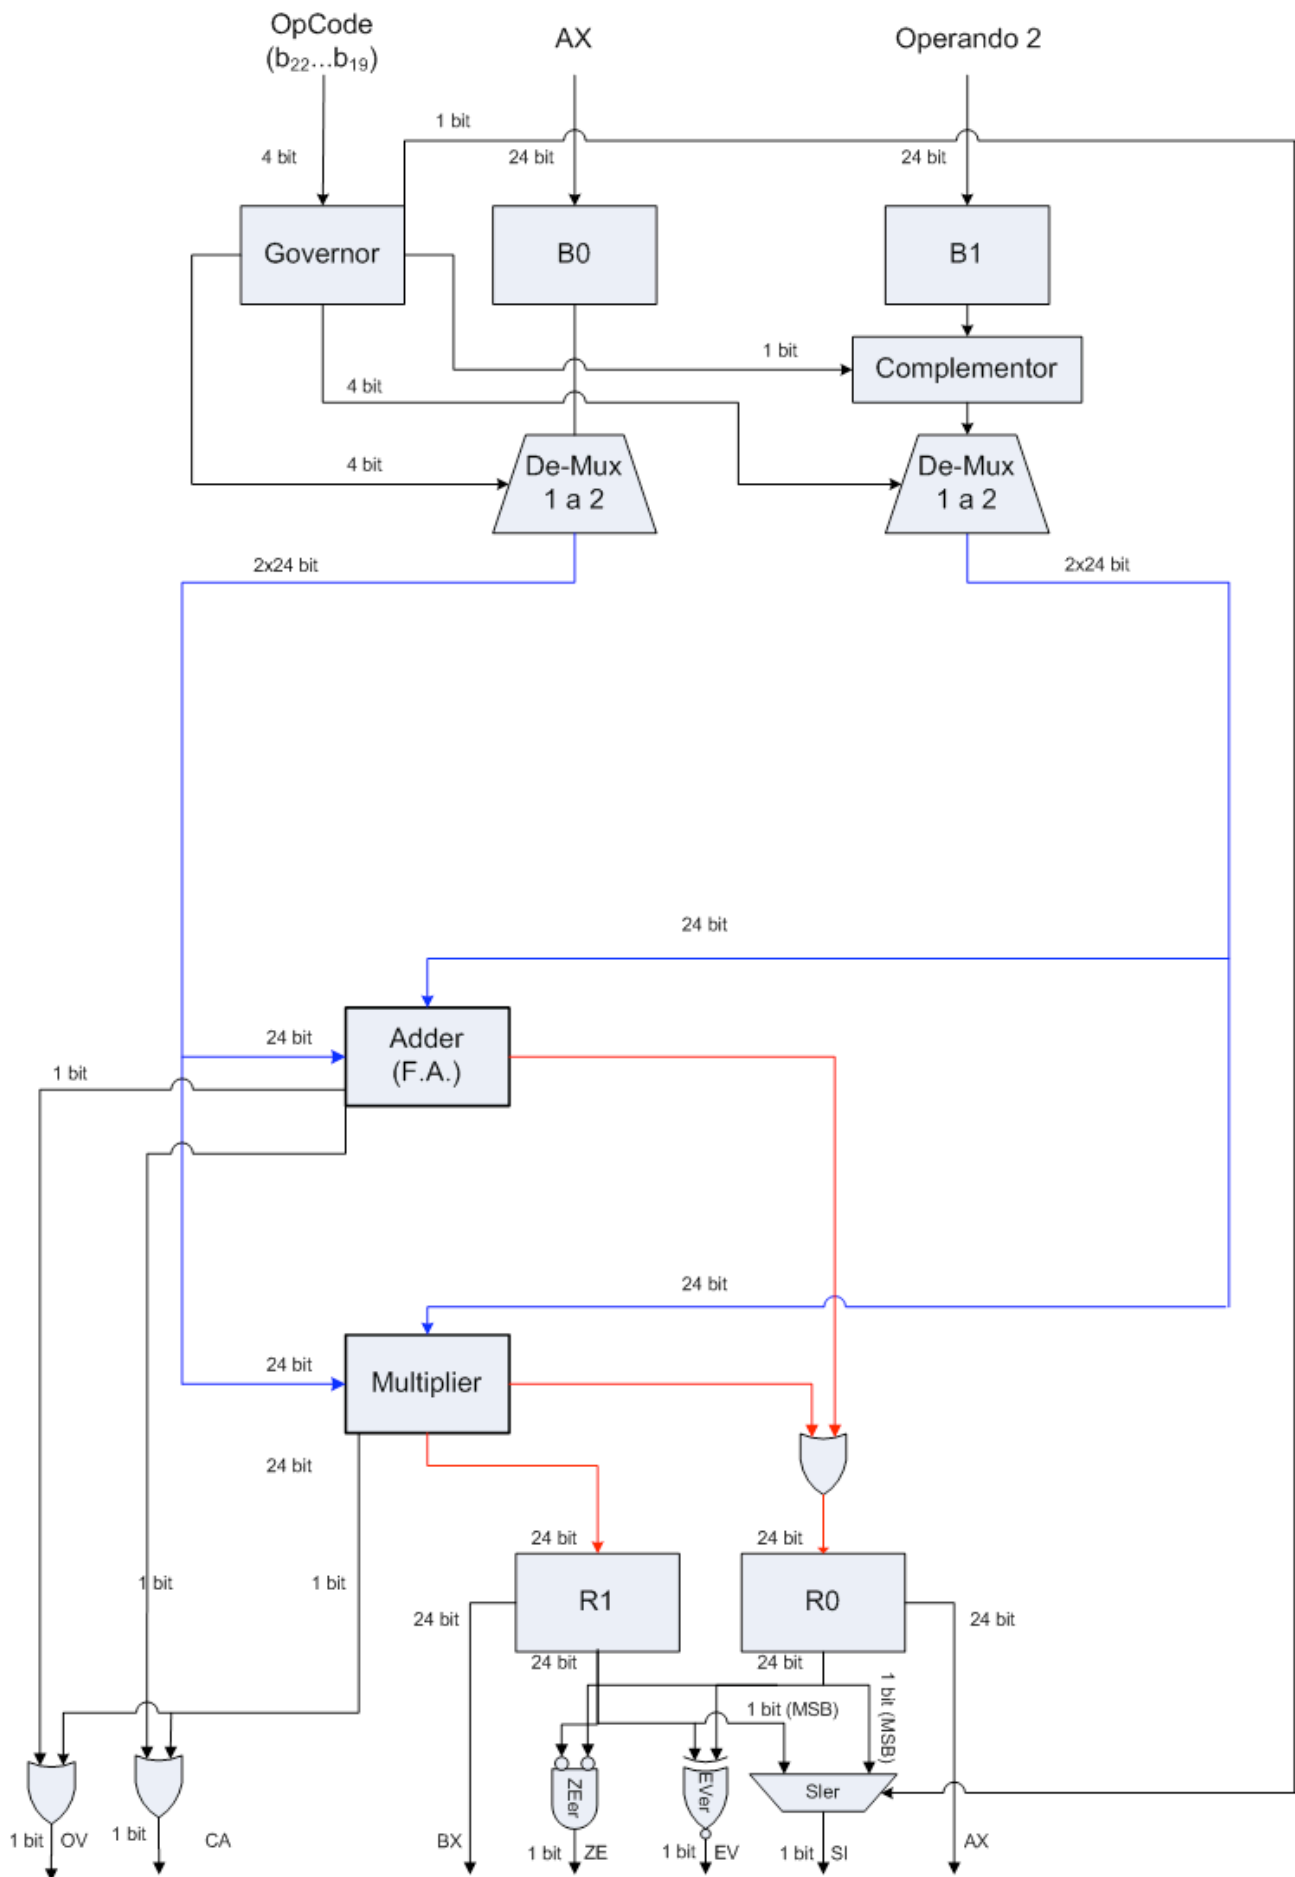 OpCode
(b22...b19)
AX
Operando 2
1 bit
4 bit
24 bit
24 bit
Governor
B0
B1
1 bit
Complementor
4 bit
4 bit
De-Mux
1 a 2
De-Mux
1 a 2
2x24 bit
2x24 bit
24 bit
24 bit
Adder
(F.A.)
1 bit
24 bit
24 bit
Multiplier
24 bit
24 bit
24 bit
1 bit
1 bit
R1
R0
24 bit
24 bit
24 bit
24 bit
1 bit (MSB)
1 bit (MSB)
ZEer
EVer
SIer
1 bit
OV
1 bit
CA
BX
1 bit
ZE
1 bit
EV
1 bit
SI
AX